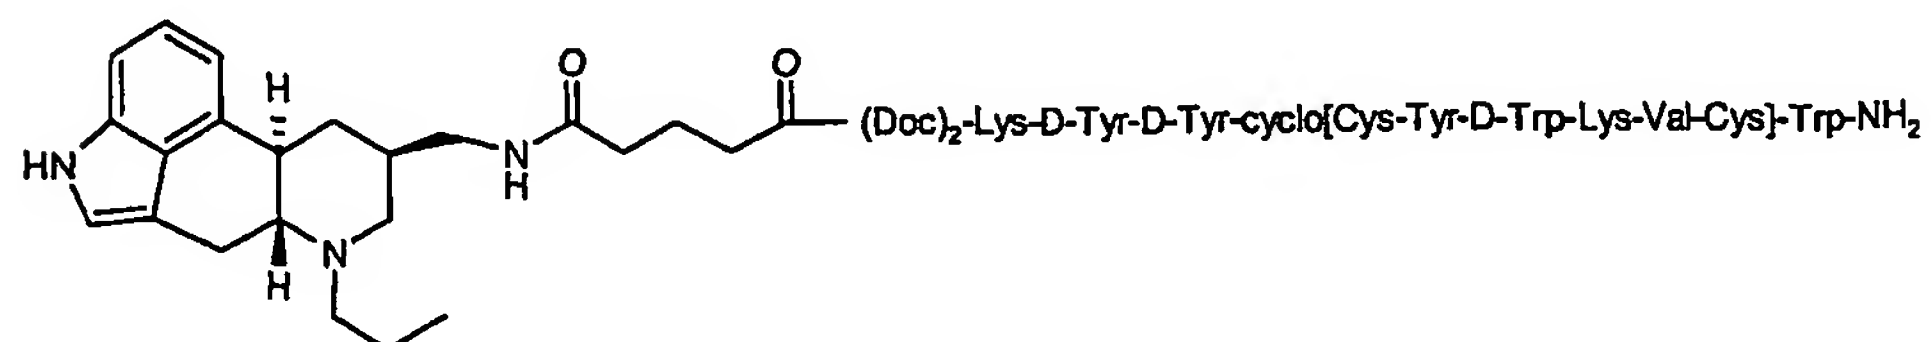 O
O
H
(Doc)2-Lys-D-Tyr-D-Tyr-cyclo[Cys-Tyr-D-Trp-Lys-Val-Cys]-Trp-NH2
HN
N
H
N
H